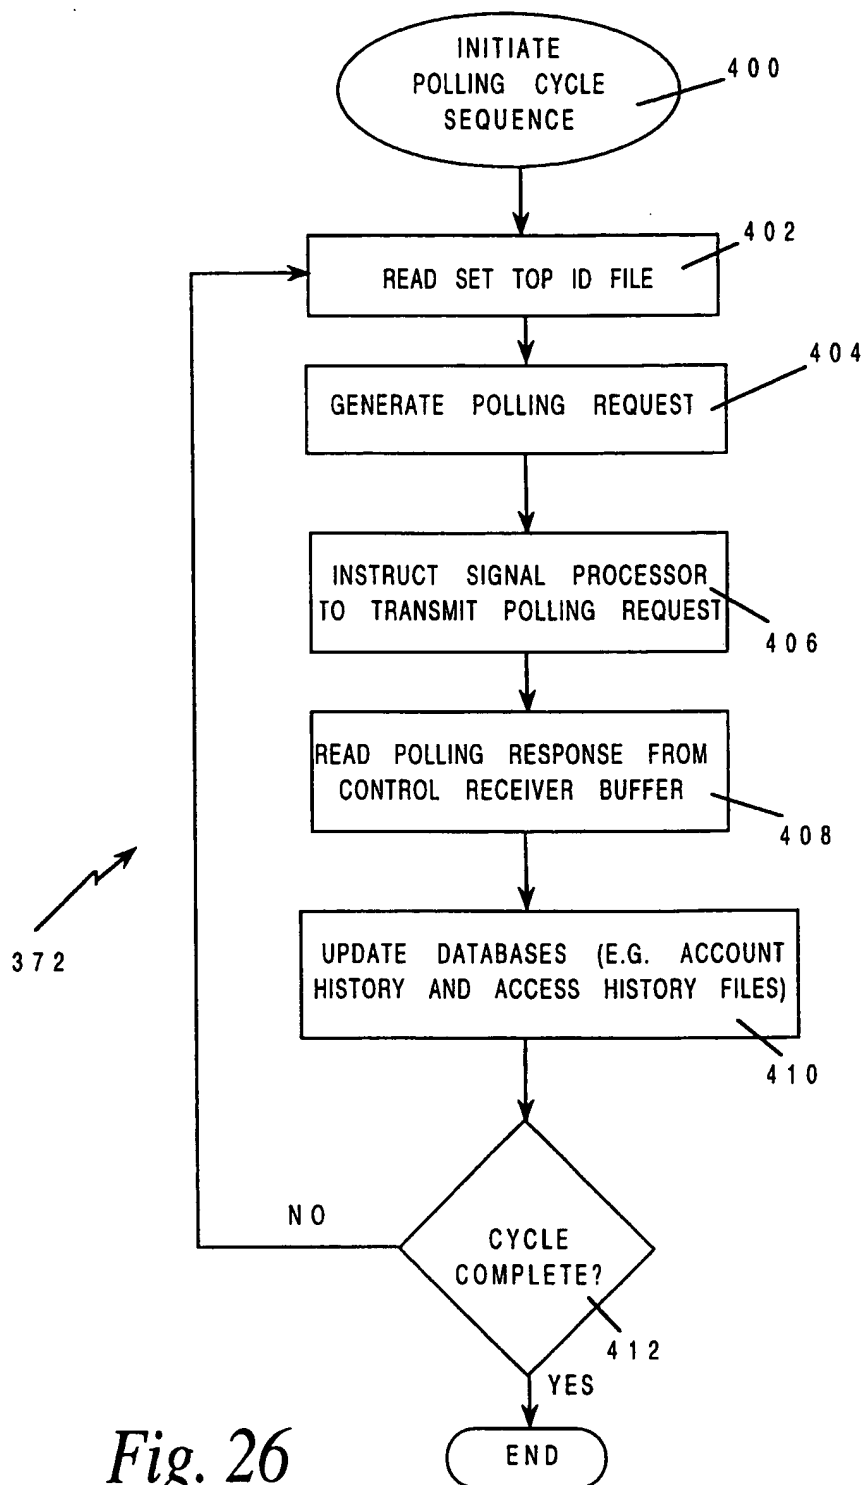 INITIATE
POLLING CYCLE
SEQUENCE
400
402
READ SET TOP ID FILE
404
GENERATE POLLING REQUEST
INSTRUCT SIGNAL PROCESSOR
TO TRANSMIT POLLING REQUEST
406
READ POLLING RESPONSE FROM
CONTROL RECEIVER BUFFER
408
372
UPDATE DATABASES (E.G. ACCOUNT
HISTORY AND ACCESS HISTORY FILES)
410
NO
CYCLE
COMPLETE?
412
YES
END
Fig. 26